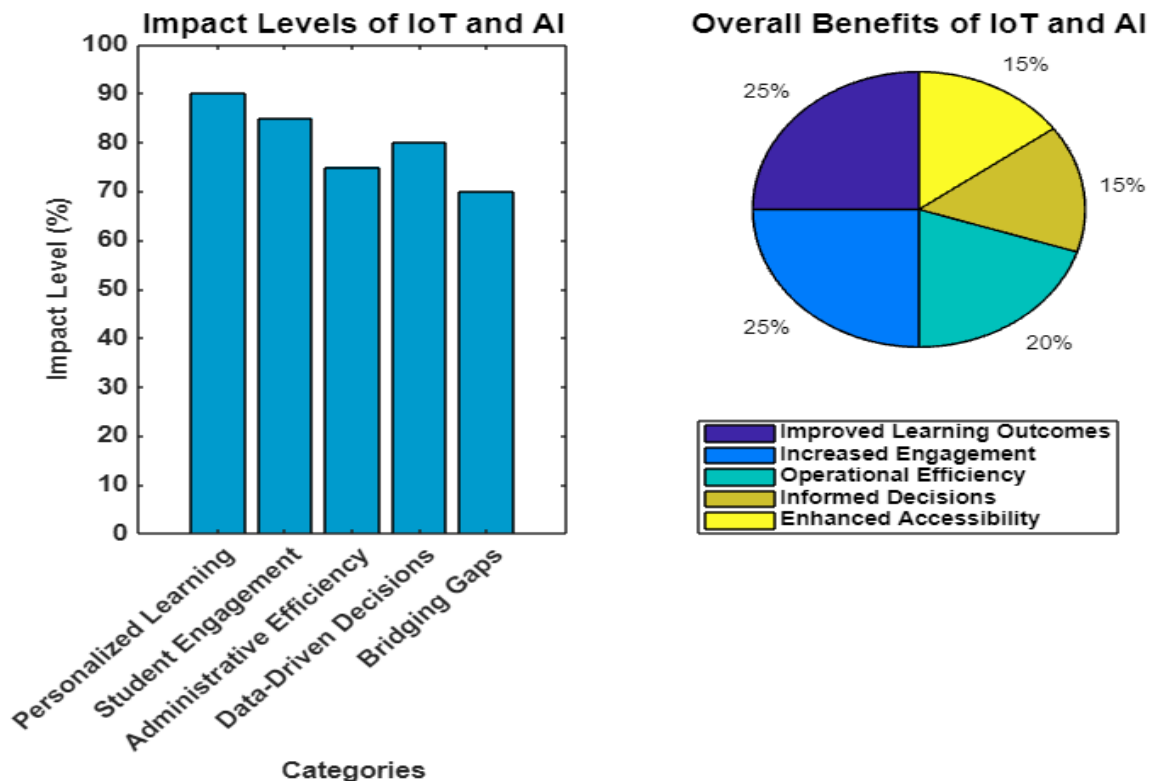 Impact Levels of IoT and AI
100
90
80
70
60
50
40
30
20
10
0
Impact Level (%)
Personalized Learning
Student Engagement
Administrative Efficiency
Data-Driven Decisions
Bridging Gaps
Categories
Overall Benefits of IoT and AI
15%
25%
15%
25%
20%
Improved Learning Outcomes
Increased Engagement
Operational Efficiency
Informed Decisions
Enhanced Accessibility